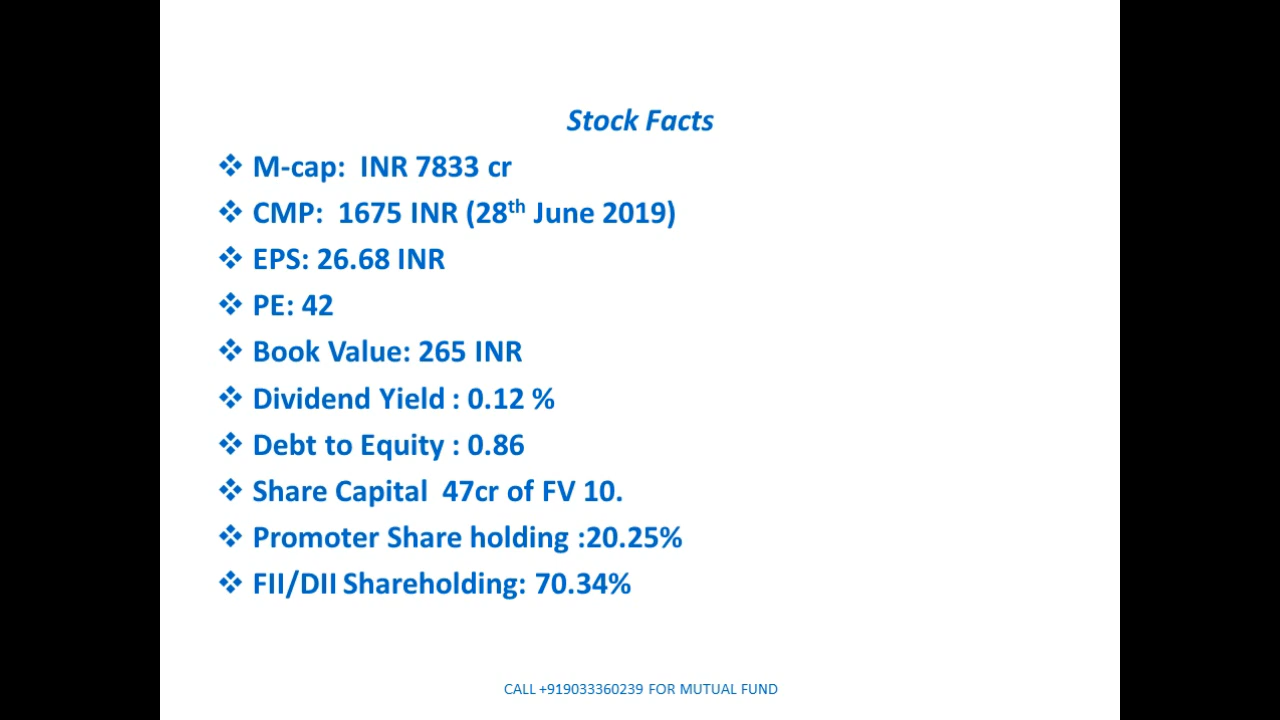 Stock Facts
❖ M-cap: INR 7833 cr
❖ CMP: 1675 INR (28th June 2019)
❖ EPS: 26.68 INR
❖ PE: 42
❖ Book Value: 265 INR
❖ Dividend Yield : 0.12 %
❖ Debt to Equity : 0.86
❖ Share Capital 47cr of FV 10.
❖ Promoter Share holding :20.25%
❖ FII/DII Shareholding: 70.34%
CALL +919033360239 FOR MUTUAL FUND